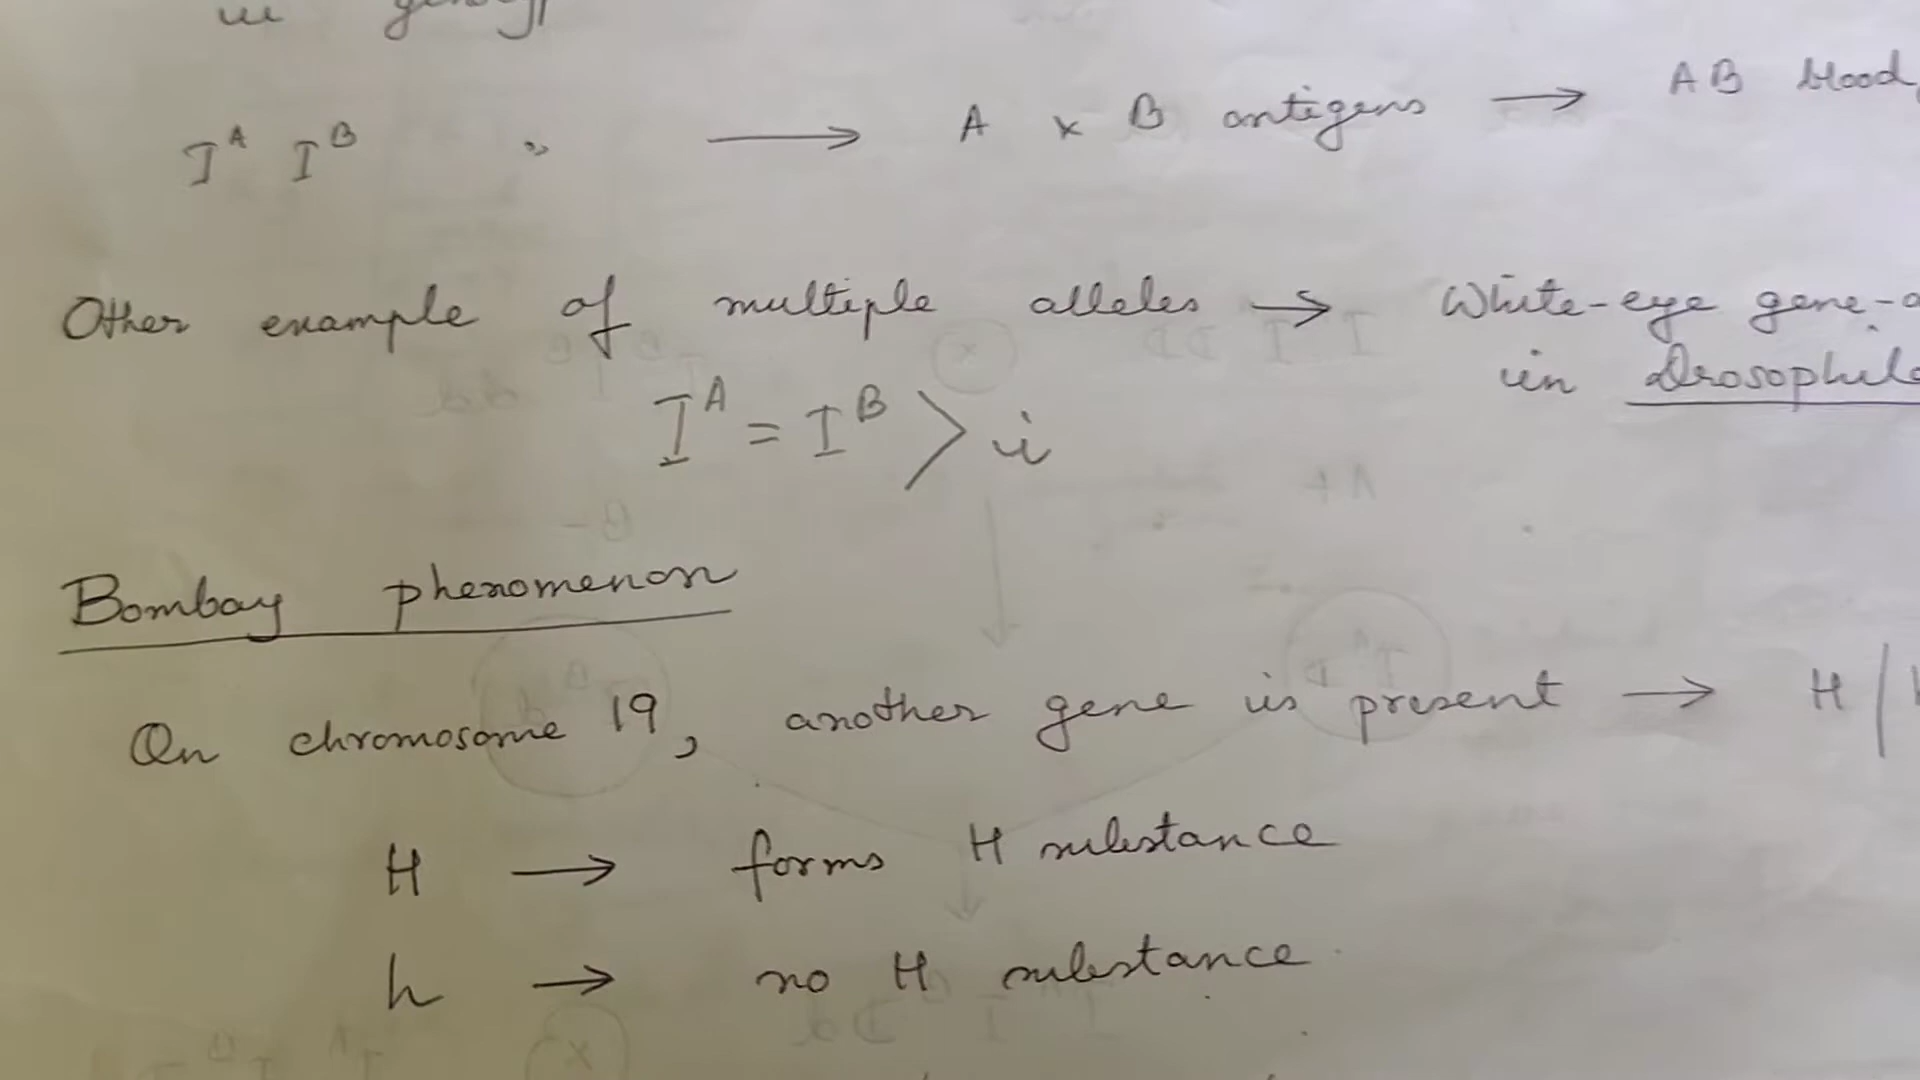 I^A I^B " → A x B antigens → AB blood
Other example of multiple alleles → White-eye gene-
in Drosophila
I^A = I^B > i
Bombay phenomenon
On chromosome 19, another gene is present → H/
H → forms H substance
h → no H substance